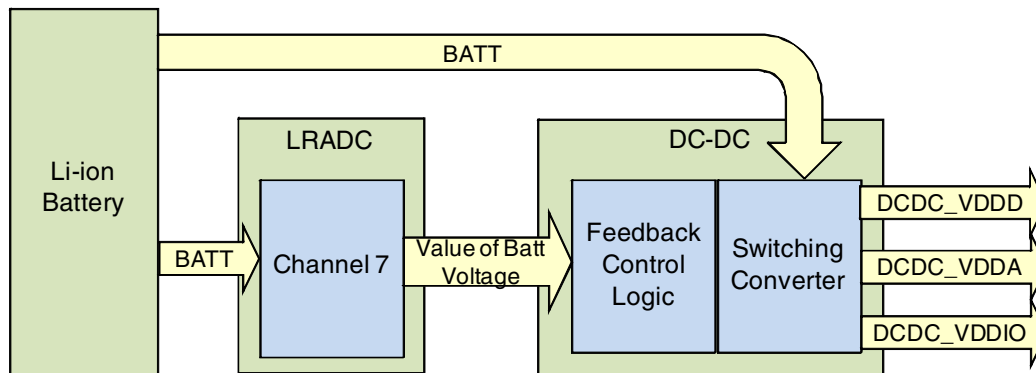 BATT
LRADC
DC-DC
Li-ion
Battery
BATT
Channel 7
Value of Batt
Voltage
Feedback
Control
Logic
Switching
Converter
DCDC_VDDD
DCDC_VDDA
DCDC_VDDIO